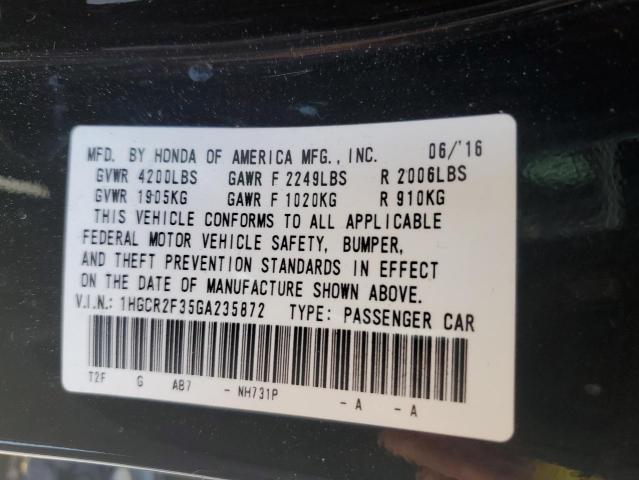 MFD. BY HONDA OF AMERICA MFG., INC. 06/'16
GVWR 4200LBS GAWR F 2249LBS R 2006LBS
GVWR 1905KG GAWR F 1020KG R 910KG
THIS VEHICLE CONFORMS TO ALL APPLICABLE
FEDERAL MOTOR VEHICLE SAFETY, BUMPER,
AND THEFT PREVENTION STANDARDS IN EFFECT
ON THE DATE OF MANUFACTURE SHOWN ABOVE.
V.I.N.: 1HGCR2F35GA235872 TYPE: PASSENGER CAR
T2F G AB7 - NH731P - A - A